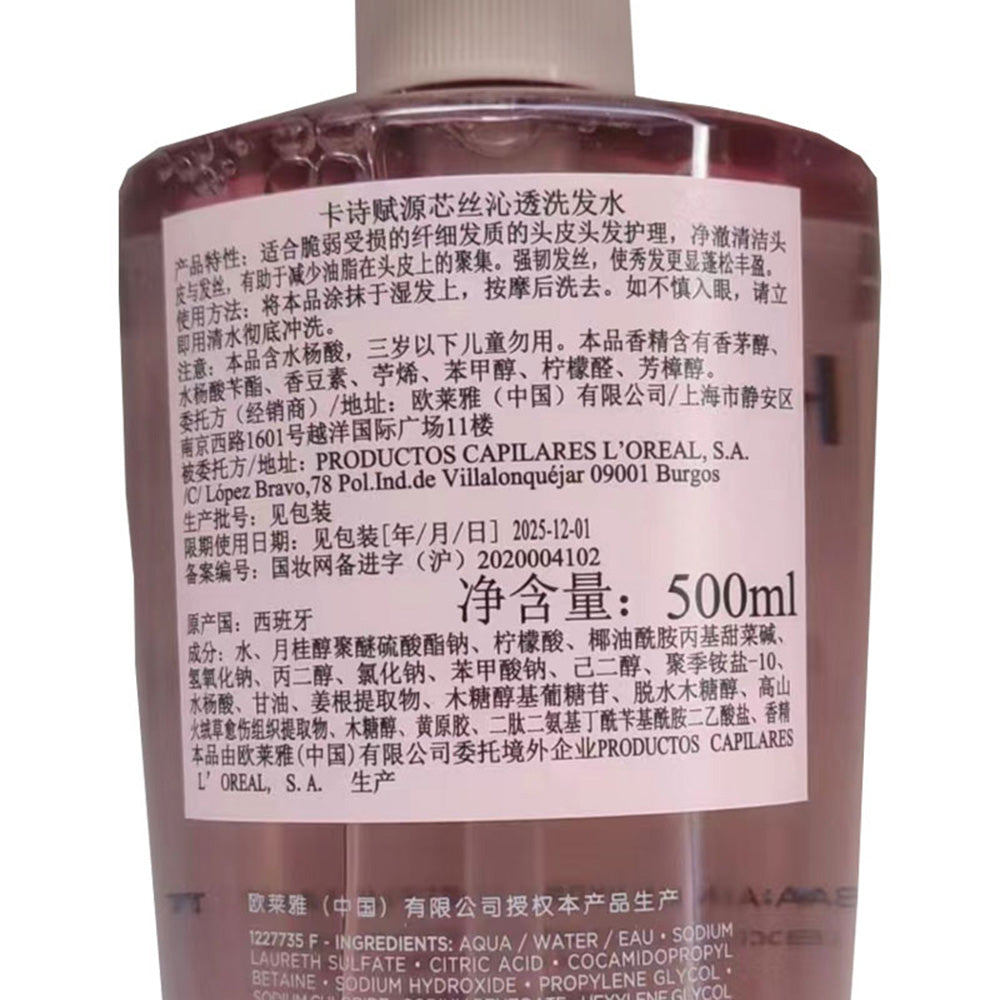 卡诗赋源芯丝沁透洗发水
产品特性：适合脆弱受损的纤细发质的头皮头发护理，净澈清洁头
皮与发丝，有助于减少油脂在头皮上的聚集。强韧发丝，使秀发更显蓬松丰盈。
使用方法：将本品涂抹于湿发上，按摩后洗去。如不慎入眼，请立
即用清水彻底冲洗。
注意：本品含水杨酸，三岁以下儿童勿用。本品香精含有香茅醇、
水杨酸苄酯、香豆素、苧烯、苯甲醇、柠檬醛、芳樟醇。
委托方（经销商）/地址：欧莱雅（中国）有限公司/上海市静安区
南京西路1601号越洋国际广场11楼
被委托方/地址：PRODUCTOS CAPILARES L'OREAL, S.A.
/C/ López Bravo,78 Pol.Ind.de Villalonquéjar 09001 Burgos
生产批号：见包装
限期使用日期：见包装[年/月/日] 2025-12-01
备案编号：国妆网备进字（沪）2020004102
净含量：500ml
原产国：西班牙
成分：水、月桂醇聚醚硫酸酯钠、柠檬酸、椰油酰胺丙基甜菜碱、
氢氧化钠、丙二醇、氯化钠、苯甲酸钠、己二醇、聚季铵盐-10、
水杨酸、甘油、姜根提取物、木糖醇基葡糖苷、脱水木糖醇、高山
火绒草愈伤组织提取物、木糖醇、黄原胶、二肽二氨基丁酰苄基酰胺二乙酸盐、香精
本品由欧莱雅(中国)有限公司委托境外企业PRODUCTOS CAPILARES
L' OREAL, S.A. 生产
欧莱雅（中国）有限公司授权本产品生产
1227735 F - INGREDIENTS: AQUA / WATER / EAU • SODIUM
LAURETH SULFATE • CITRIC ACID • COCAMIDOPROPYL
BETAINE • SODIUM HYDROXIDE • PROPYLENE GLYCOL •
SODIUM CHLORIDE • SODIUM BENZOATE • HEXYLENE GLYCOL